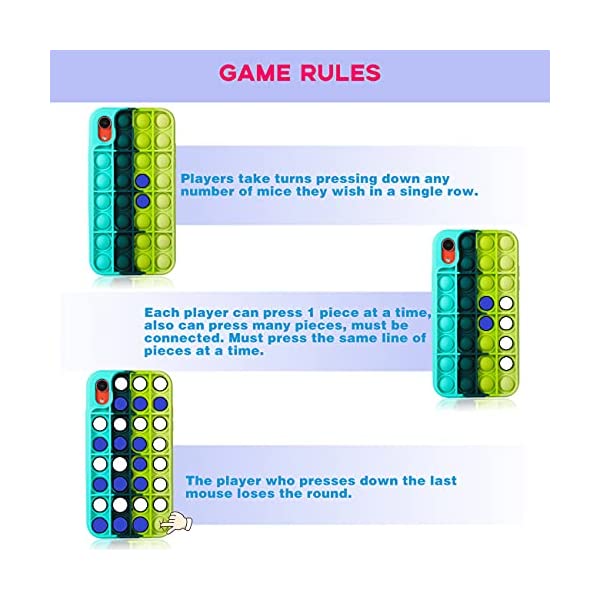 GAME RULES
Players take turns pressing down any
number of mice they wish in a single row.
Each player can press 1 piece at a time,
also can press many pieces, must be
connected. Must press the same line of
pieces at a time.
The player who presses down the last
mouse loses the round.